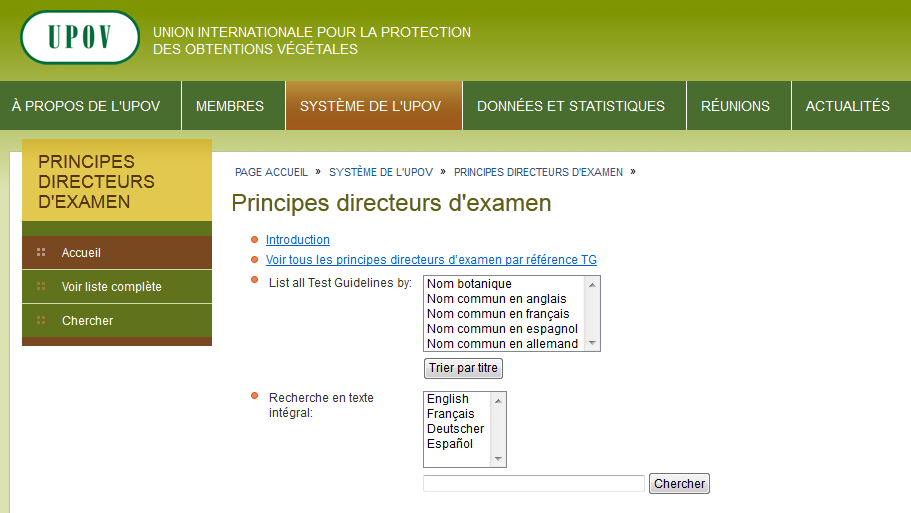 UPOV
UNION INTERNATIONALE POUR LA PROTECTION
DES OBTENTIONS VÉGÉTALES
À PROPOS DE L'UPOV
MEMBRES
SYSTÈME DE L'UPOV
DONNÉES ET STATISTIQUES
RÉUNIONS
ACTUALITÉS
PRINCIPES
DIRECTEURS
D'EXAMEN
Accueil
Voir liste complète
Chercher
PAGE ACCUEIL » SYSTÈME DE L'UPOV » PRINCIPES DIRECTEURS D'EXAMEN »
Principes directeurs d'examen
Introduction
Voir tous les principes directeurs d'examen par référence TG
List all Test Guidelines by:
Nom botanique
Nom commun en anglais
Nom commun en français
Nom commun en espagnol
Nom commun en allemand
Trier par titre
Recherche en texte
intégral:
English
Français
Deutscher
Español
Chercher